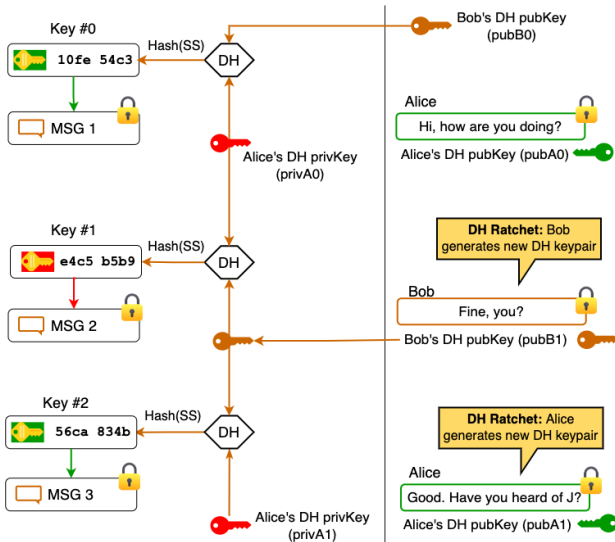 Key #0
10fe 54c3
MSG 1
Hash(SS)
DH
Alice's DH privKey
(privA0)
Key #1
e4c5 b5b9
MSG 2
Hash(SS)
DH
Key #2
56ca 834b
MSG 3
Hash(SS)
DH
Alice's DH privKey
(privA1)
Bob's DH pubKey
(pubB0)
Alice
Hi, how are you doing?
Alice's DH pubKey (pubA0)
DH Ratchet: Bob
generates new DH keypair
Bob
Fine, you?
Bob's DH pubKey (pubB1)
DH Ratchet: Alice
generates new DH keypair
Alice
Good. Have you heard of J?
Alice's DH pubKey (pubA1)